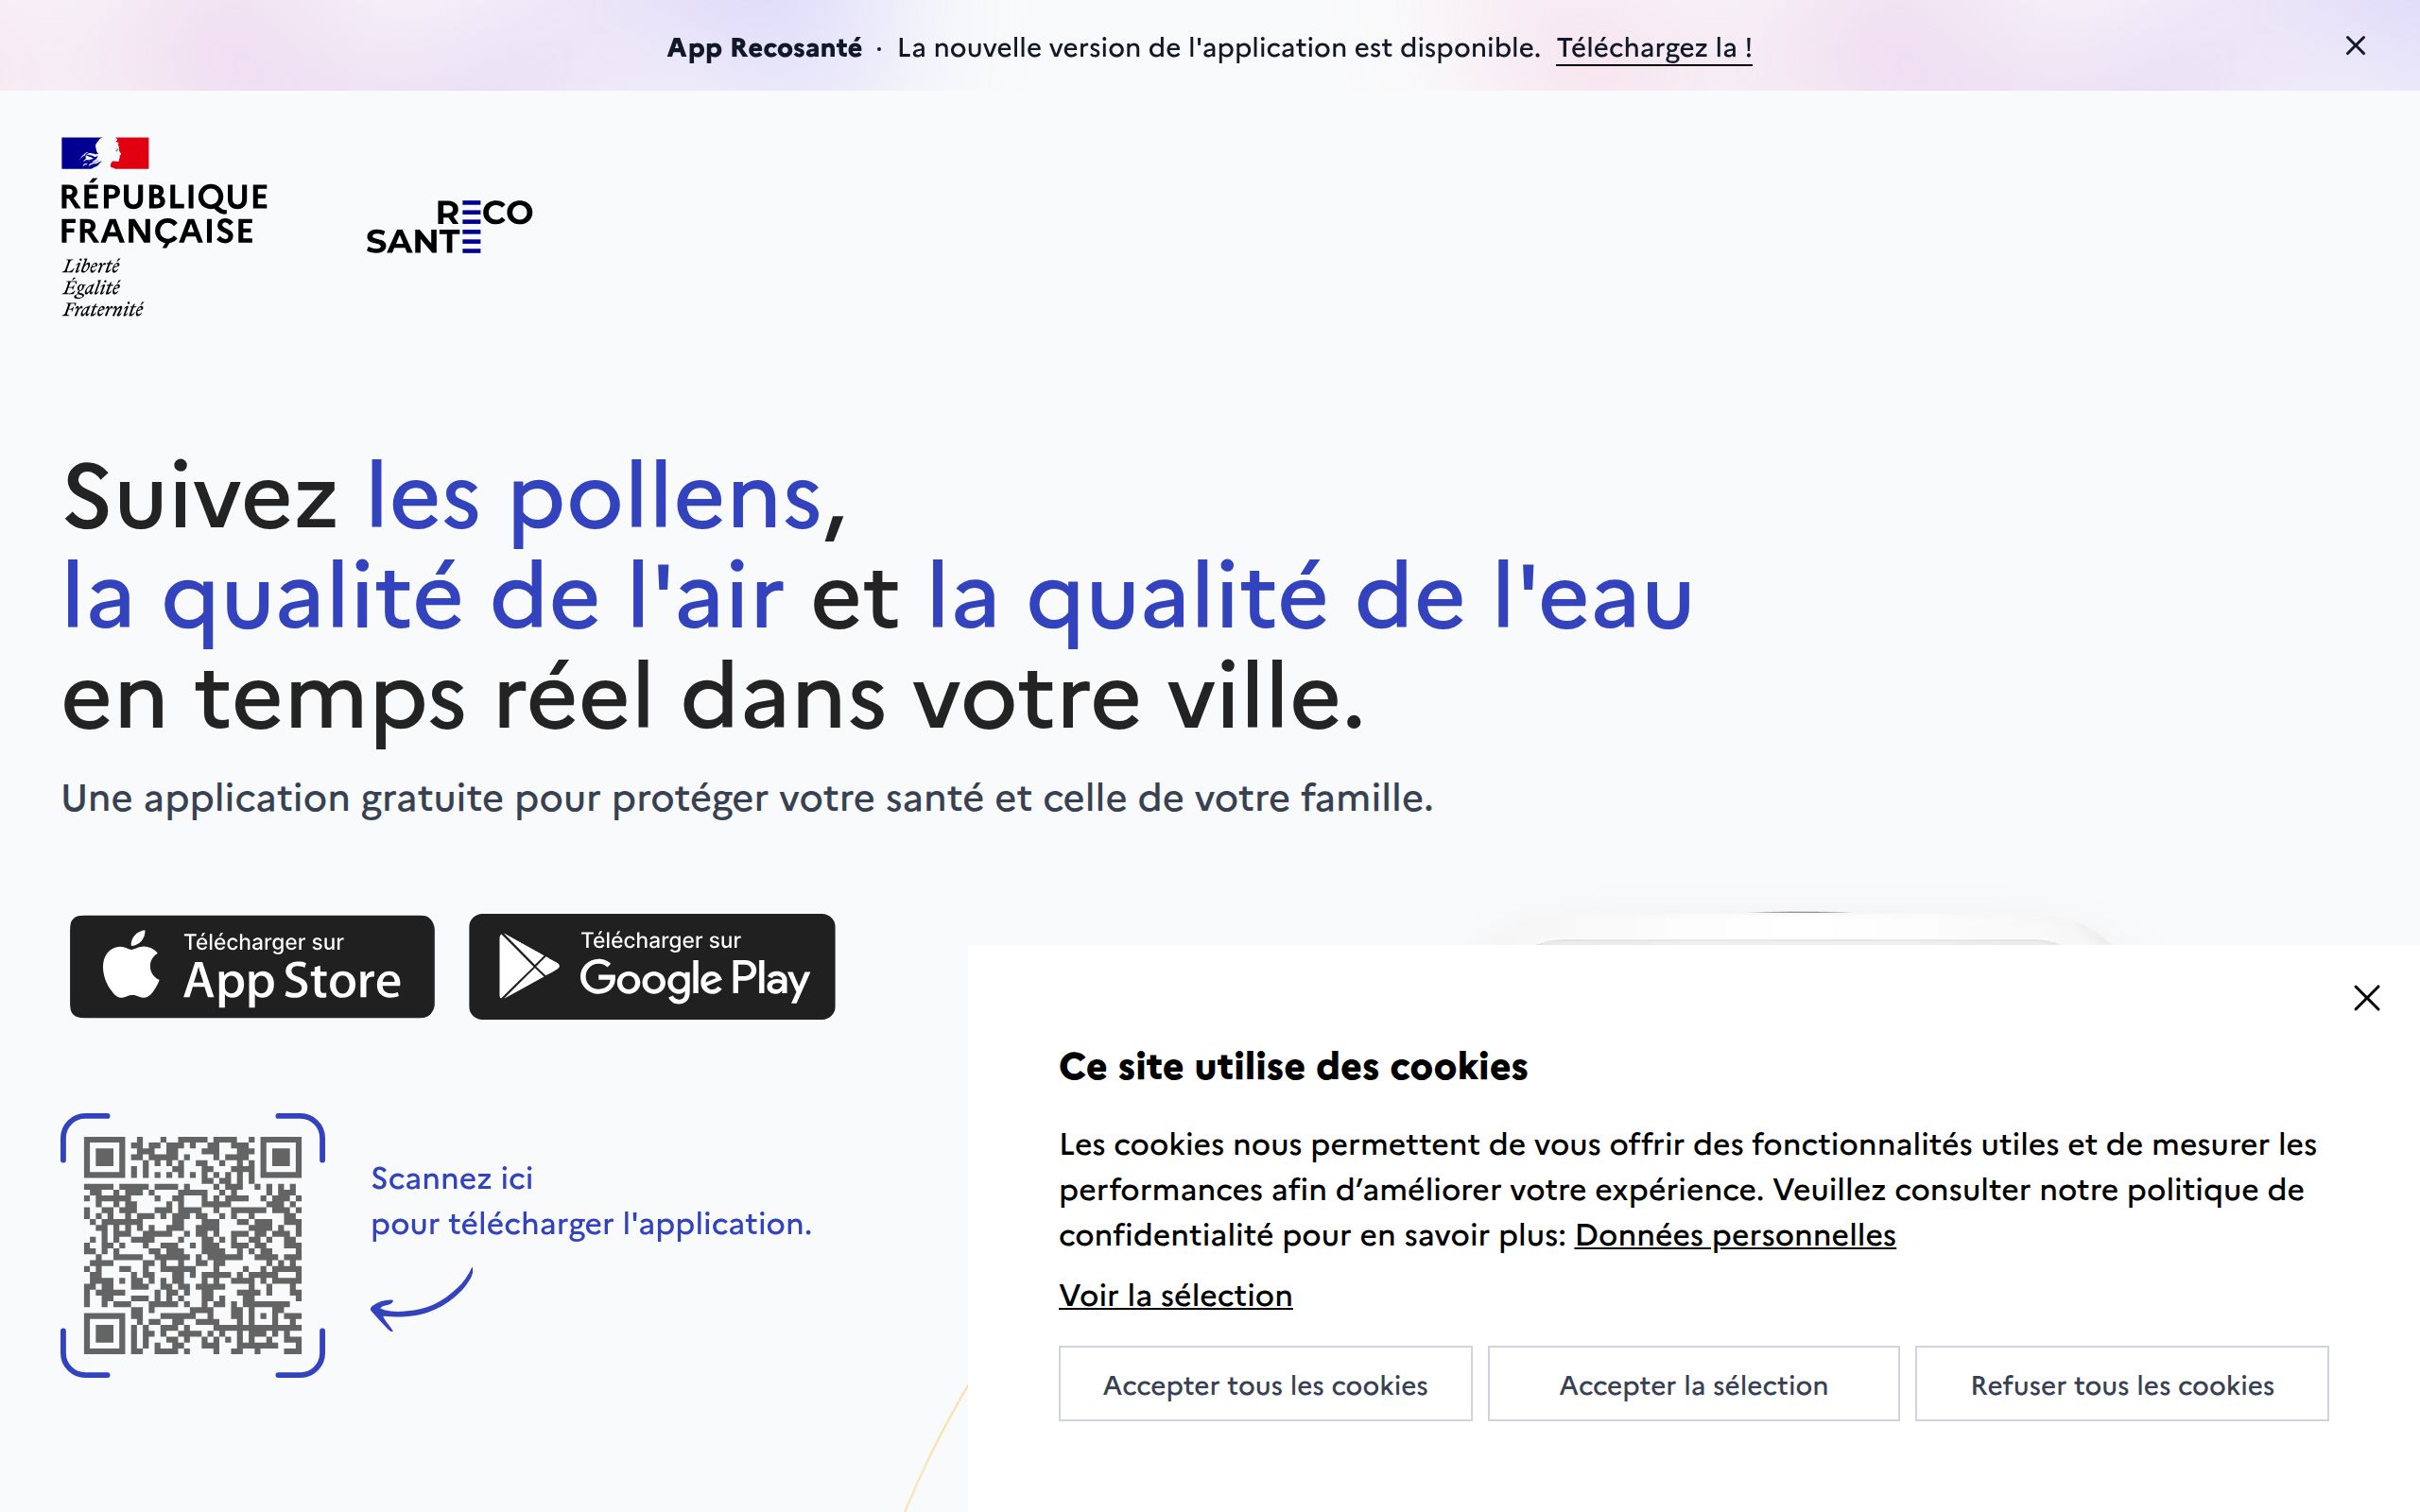 App Recosanté · La nouvelle version de l'application est disponible. Téléchargez la !
RÉPUBLIQUE
FRANÇAISE
Liberté
Égalité
Fraternité
RECO
SANTE
Suivez les pollens,
la qualité de l'air et la qualité de l'eau
en temps réel dans votre ville.
Une application gratuite pour protéger votre santé et celle de votre famille.
Télécharger sur
App Store
Télécharger sur
Google Play
Scannez ici
pour télécharger l'application.
Ce site utilise des cookies
Les cookies nous permettent de vous offrir des fonctionnalités utiles et de mesurer les
performances afin d’améliorer votre expérience. Veuillez consulter notre politique de
confidentialité pour en savoir plus: Données personnelles
Voir la sélection
Accepter tous les cookies
Accepter la sélection
Refuser tous les cookies